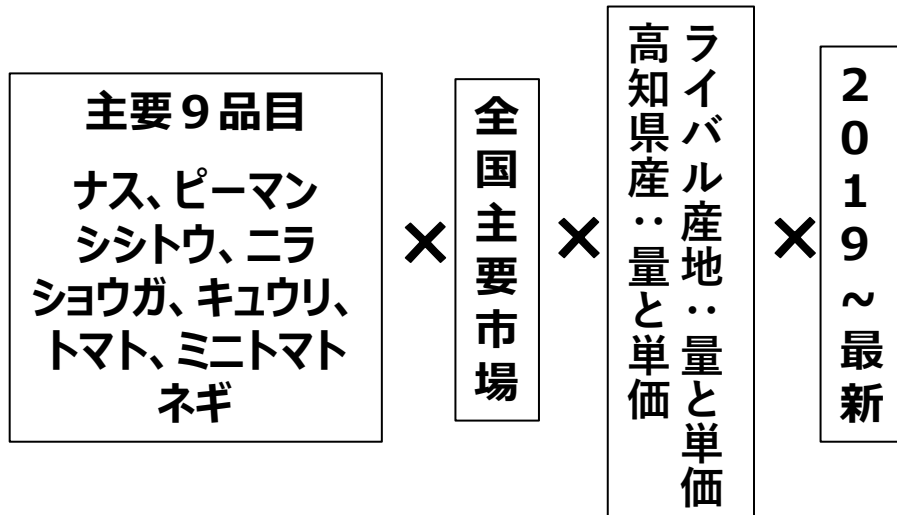 主要９品目
ナス、ピーマン
シシトウ、ニラ
ショウガ、キュウリ、
トマト、ミニトマト
ネギ
×
全国主要市場
×
ライバル産地：量と単価
高知県産：量と単価
×
2019～最新